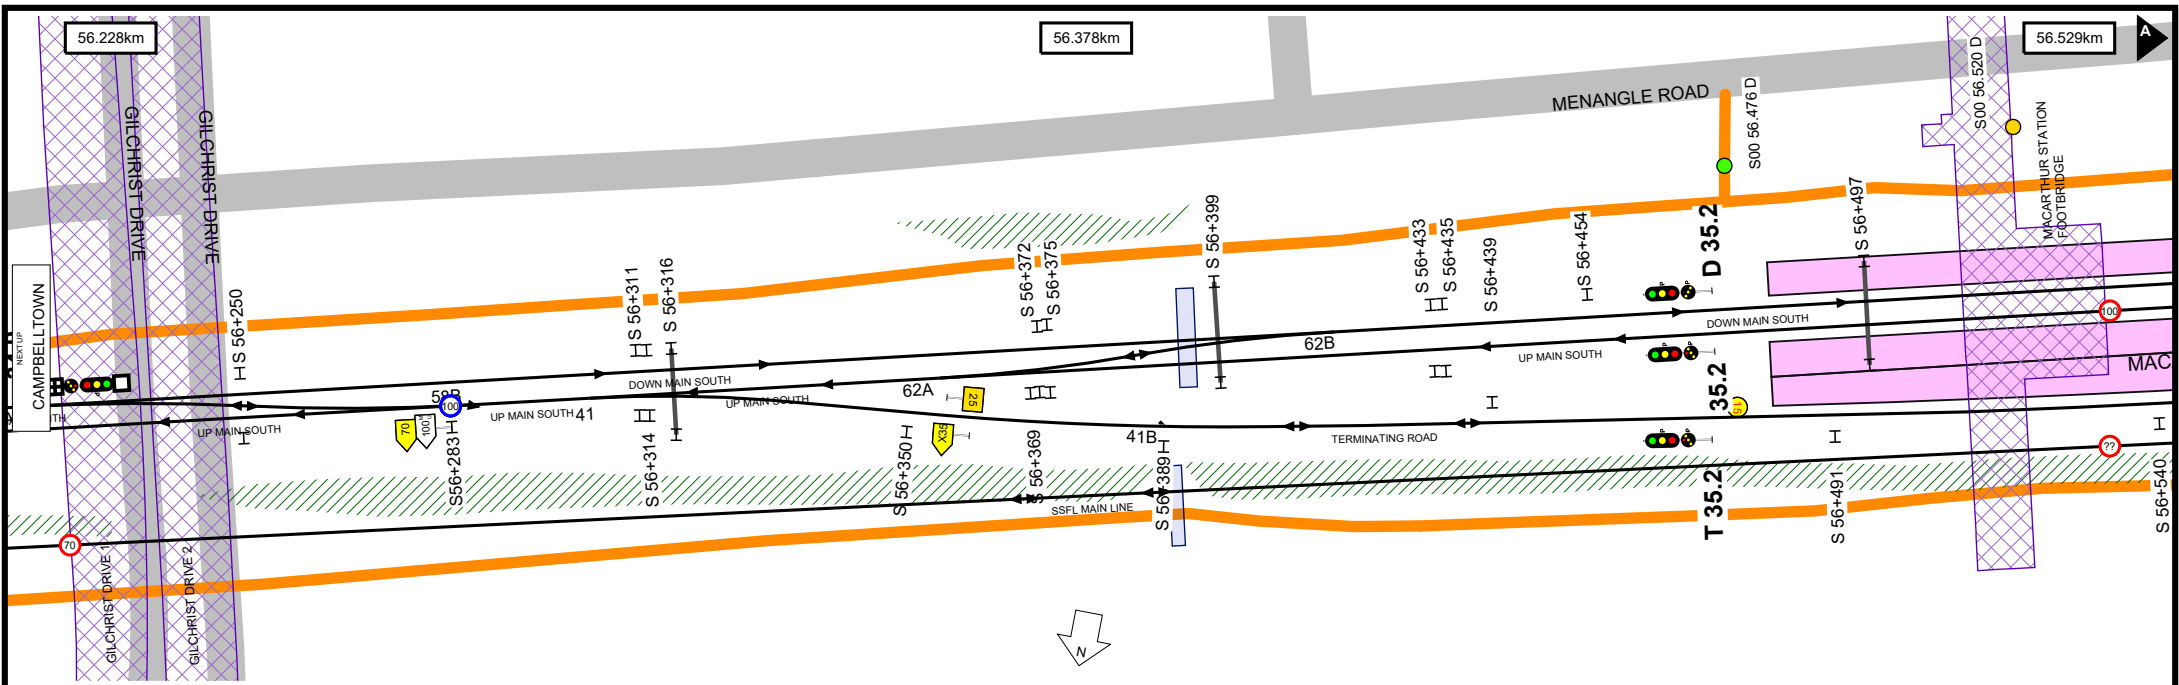 56.228km
56.378km
56.529km
A
GILCHRIST DRIVE
GILCHRIST DRIVE
MENANGLE ROAD
S00 56.476 D
S00 56.520 D
MACARTHUR STATION
FOOTBRIDGE
NEXT UP
CAMPBELLTOWN
S 56+250
S 56+311
S 56+316
S 56+372
S 56+375
S 56+399
S 56+433
S 56+435
S 56+439
S 56+454
D 35.2
S 56+497
DOWN MAIN SOUTH
DOWN MAIN SOUTH
UP MAIN SOUTH
62B
62A
UP MAIN SOUTH
UP MAIN SOUTH
41
UP MAIN SOUTH
TH
100
70
25
X35
41B
TERMINATING ROAD
35.2
15
MAC
100
??
S56+283
S 56+314
S 56+350
S 56+369
S 56+389
T 35.2
S 56+491
S 56+540
SSFL MAIN LINE
70
GILCHRIST DRIVE 1
GILCHRIST DRIVE 2
N